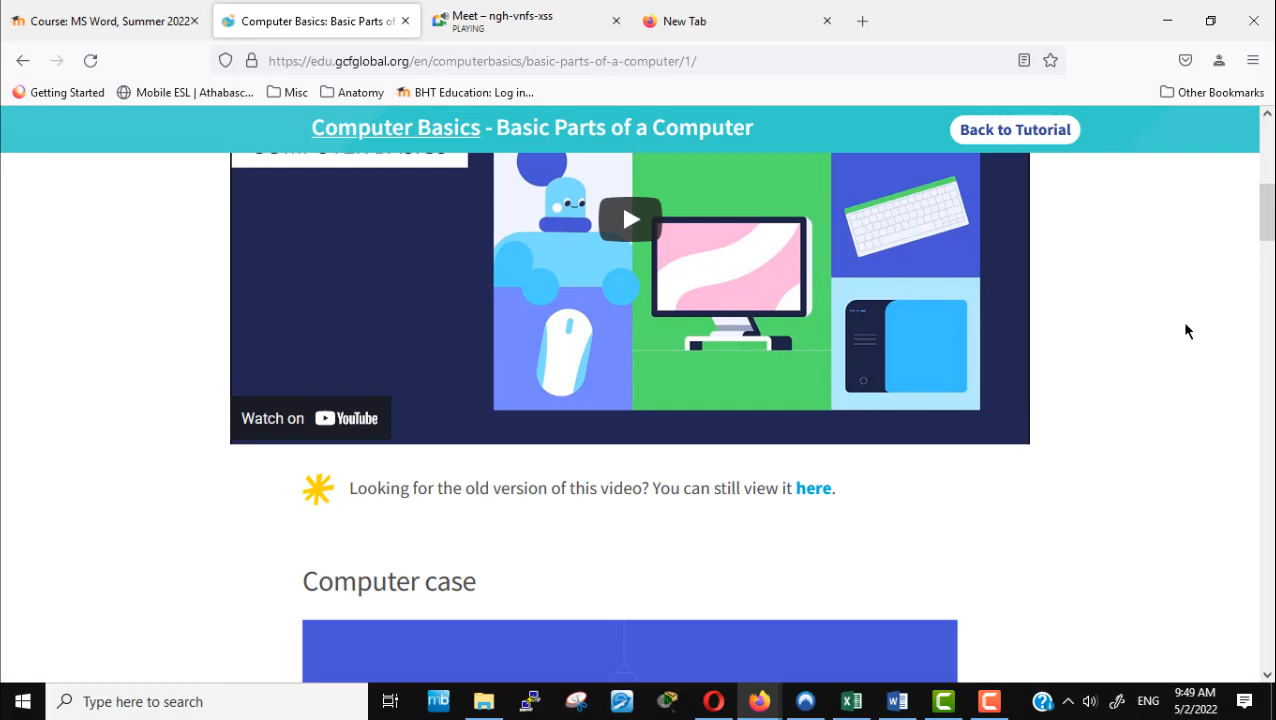 Course: MS Word, Summer 2022
Computer Basics: Basic Parts of
Meet – ngh-vnfs-xss
PLAYING
New Tab
https://edu.gcfglobal.org/en/computerbasics/basic-parts-of-a-computer/1/
Getting Started
Mobile ESL | Athabasc...
Misc
Anatomy
BHT Education: Log in...
Other Bookmarks
Computer Basics - Basic Parts of a Computer
Back to Tutorial
Watch on YouTube
Looking for the old version of this video? You can still view it here.
Computer case
Type here to search
mb
ENG
9:49 AM
5/2/2022